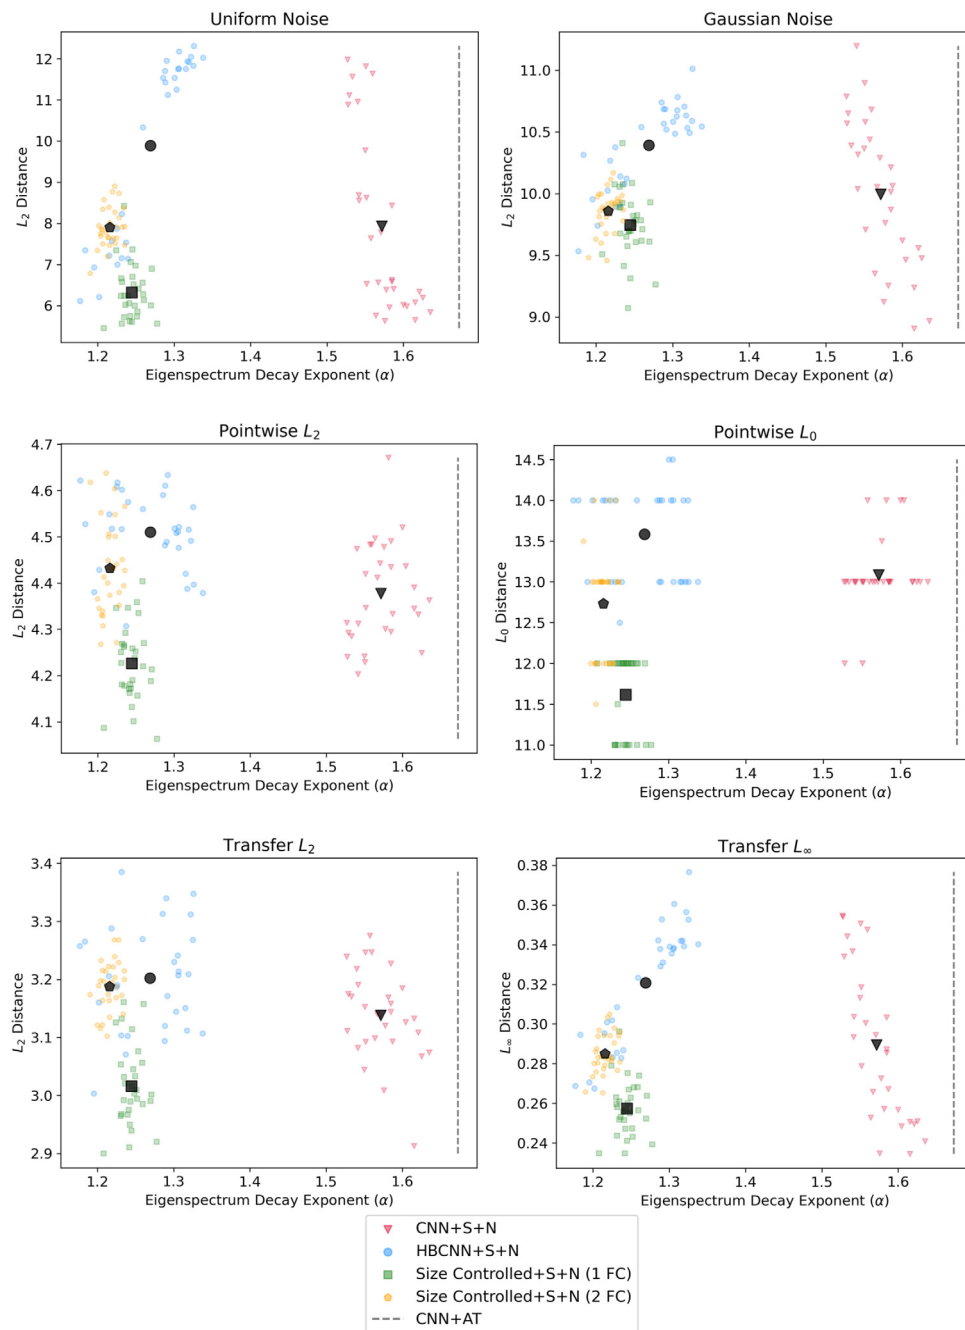 Uniform Noise
L₂ Distance
12
11
10
9
8
7
6
1.2 1.3 1.4 1.5 1.6
Eigenspectrum Decay Exponent (α)
Gaussian Noise
L₂ Distance
11.0
10.5
10.0
9.5
9.0
1.2 1.3 1.4 1.5 1.6
Eigenspectrum Decay Exponent (α)
Pointwise L₂
L₂ Distance
4.7
4.6
4.5
4.4
4.3
4.2
4.1
1.2 1.3 1.4 1.5 1.6
Eigenspectrum Decay Exponent (α)
Pointwise L₀
L₀ Distance
14.5
14.0
13.5
13.0
12.5
12.0
11.5
11.0
1.2 1.3 1.4 1.5 1.6
Eigenspectrum Decay Exponent (α)
Transfer L₂
L₂ Distance
3.4
3.3
3.2
3.1
3.0
2.9
1.2 1.3 1.4 1.5 1.6
Eigenspectrum Decay Exponent (α)
Transfer L∞
L∞ Distance
0.38
0.36
0.34
0.32
0.30
0.28
0.26
0.24
1.2 1.3 1.4 1.5 1.6
Eigenspectrum Decay Exponent (α)
CNN+S+N
HBCNN+S+N
Size Controlled+S+N (1 FC)
Size Controlled+S+N (2 FC)
CNN+AT